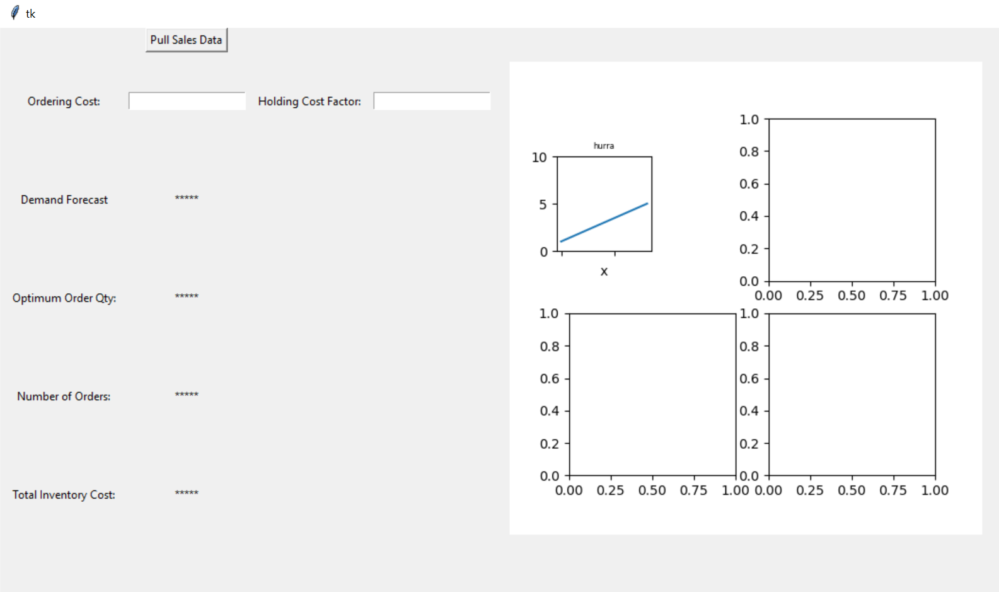 tk
Pull Sales Data
Ordering Cost:
Holding Cost Factor:
Demand Forecast
*****
Optimum Order Qty:
*****
Number of Orders:
*****
Total Inventory Cost:
*****
hurra
10
5
0
x
1.0
0.8
0.6
0.4
0.2
0.0
0.00 0.25 0.50 0.75 1.00
1.0
0.8
0.6
0.4
0.2
0.0
0.00 0.25 0.50 0.75 1.00
1.0
0.8
0.6
0.4
0.2
0.0
0.00 0.25 0.50 0.75 1.00